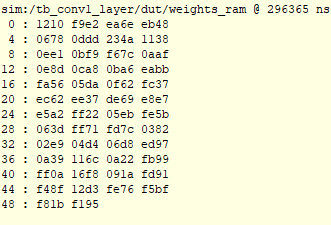 sim:/tb_conv1_layer/dut/weights_ram @ 296365 ns
0 : 1210 f9e2 ea6e eb48
4 : 0678 0ddd 234a 1138
8 : 0ee1 0bf9 f67c 0aaf
12 : 0e8d 0ca8 0ba6 eabb
16 : fa56 05da 0f62 fc37
20 : ec62 ee37 de69 e8e7
24 : e5a2 ff22 05eb fe5b
28 : 063d ff71 fd7c 0382
32 : 02e9 04d4 06d8 ed97
36 : 0a39 116c 0a22 fb99
40 : ff0a 16f8 091a fd91
44 : f48f 12d3 fe76 f5bf
48 : f81b f195